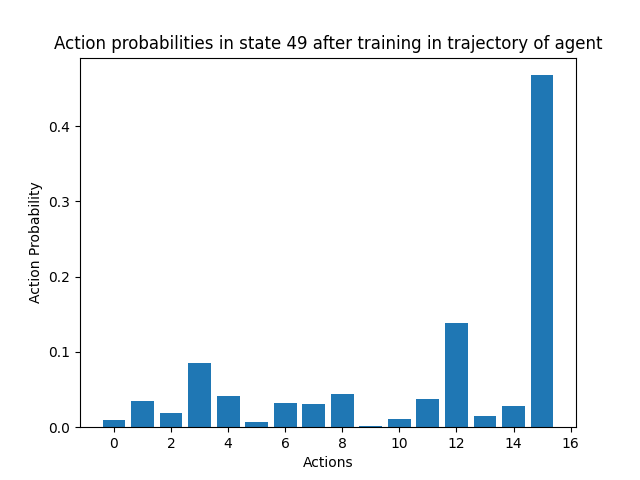 Action probabilities in state 49 after training in trajectory of agent
Action Probability
0.4
0.3
0.2
0.1
0.0
0 2 4 6 8 10 12 14 16
Actions